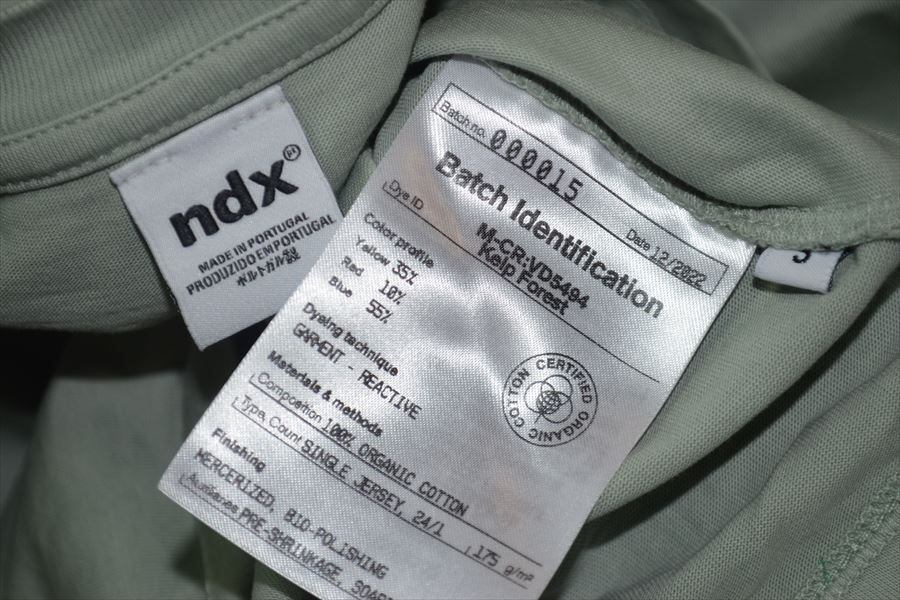 ndx
MADE IN PORTUGAL
PRODUZIDO EM PORTUGAL
ポルトガル製
Batch no. 000015 Date 12/2022
Batch Identification
Dye ID M-CR:VD5494
Kelp Forest
Color profile
Yellow 35%
Red 10%
Blue 55%
Dyeing technique
GARMENT - REACTIVE
COTTON CERTIFIED ORGANIC
Materials & methods
Composition 100% ORGANIC COTTON
Type, Count SINGLE JERSEY, 24/1 175 g/m²
Finishing
MERCERIZED, BIO-POLISHING
PRE-SHRINKAGE,